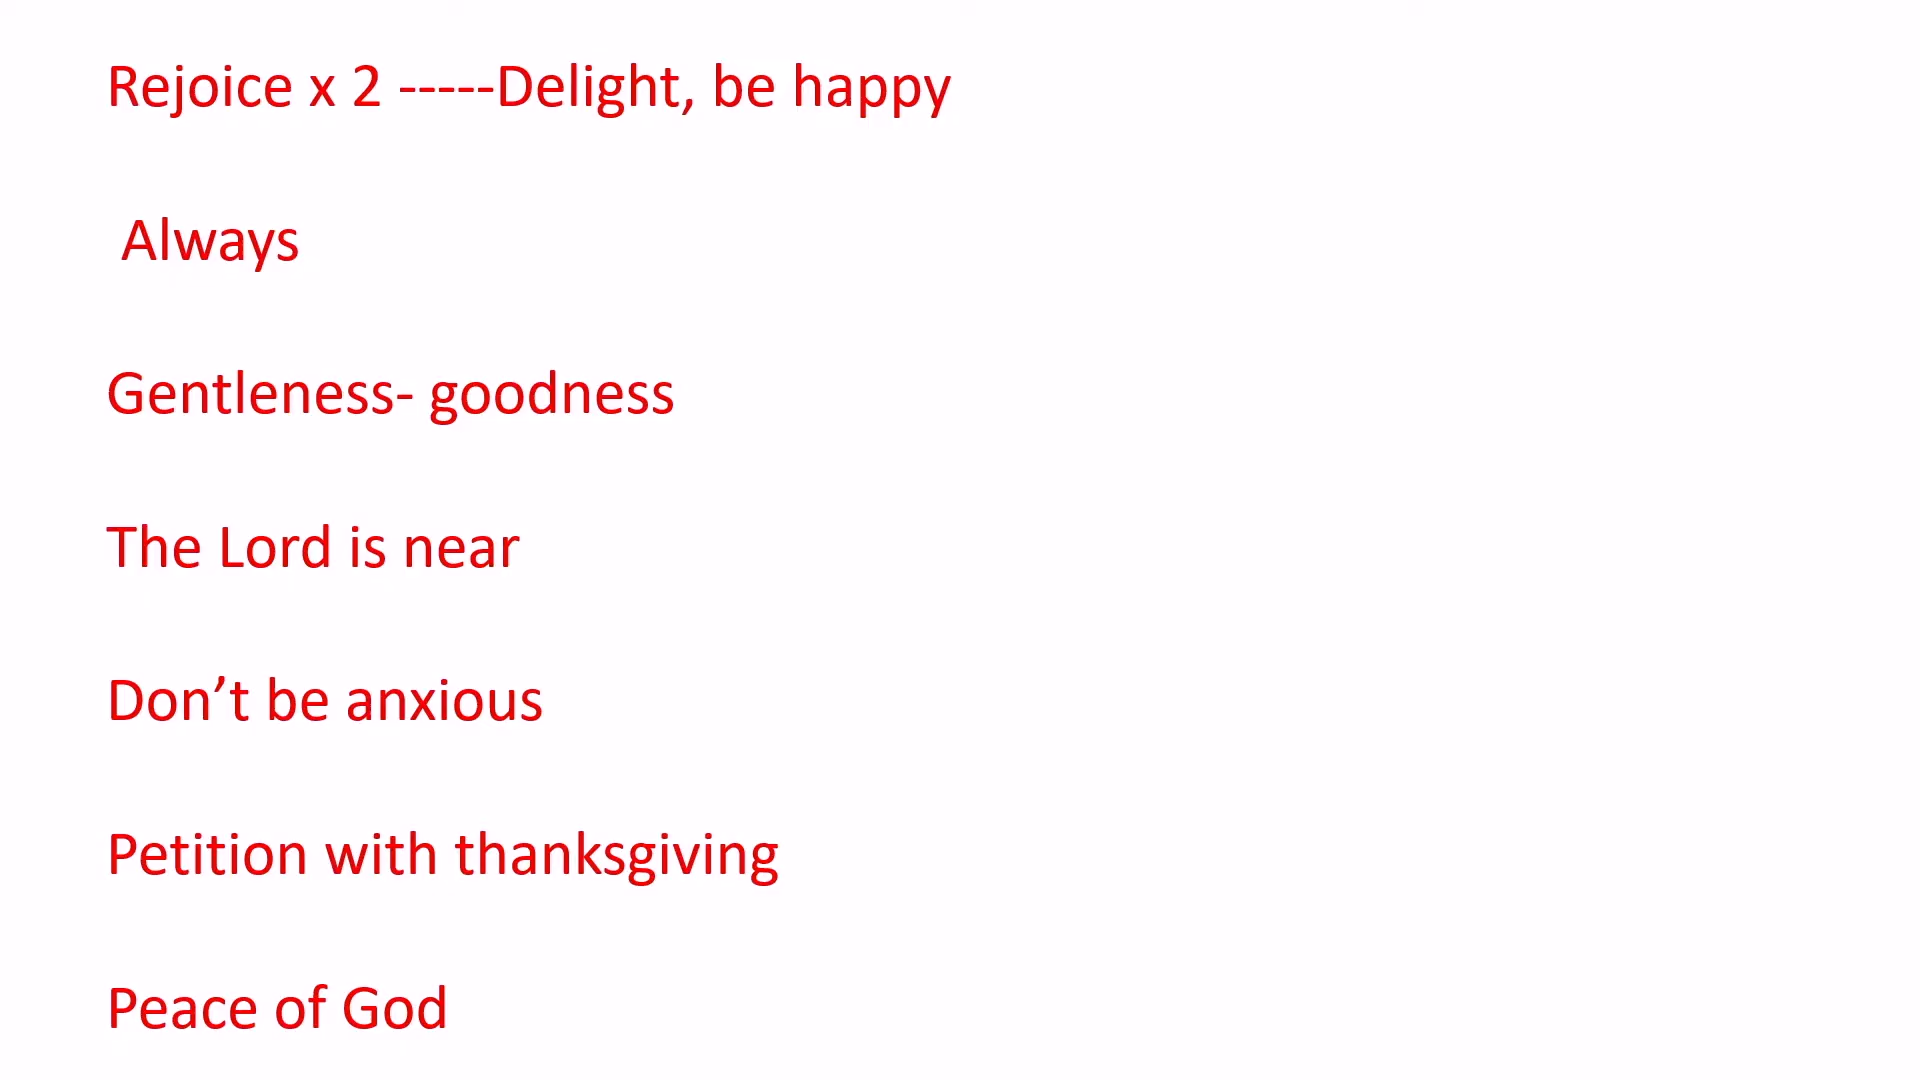 Rejoice x 2 -----Delight, be happy
Always
Gentleness- goodness
The Lord is near
Don’t be anxious
Petition with thanksgiving
Peace of God